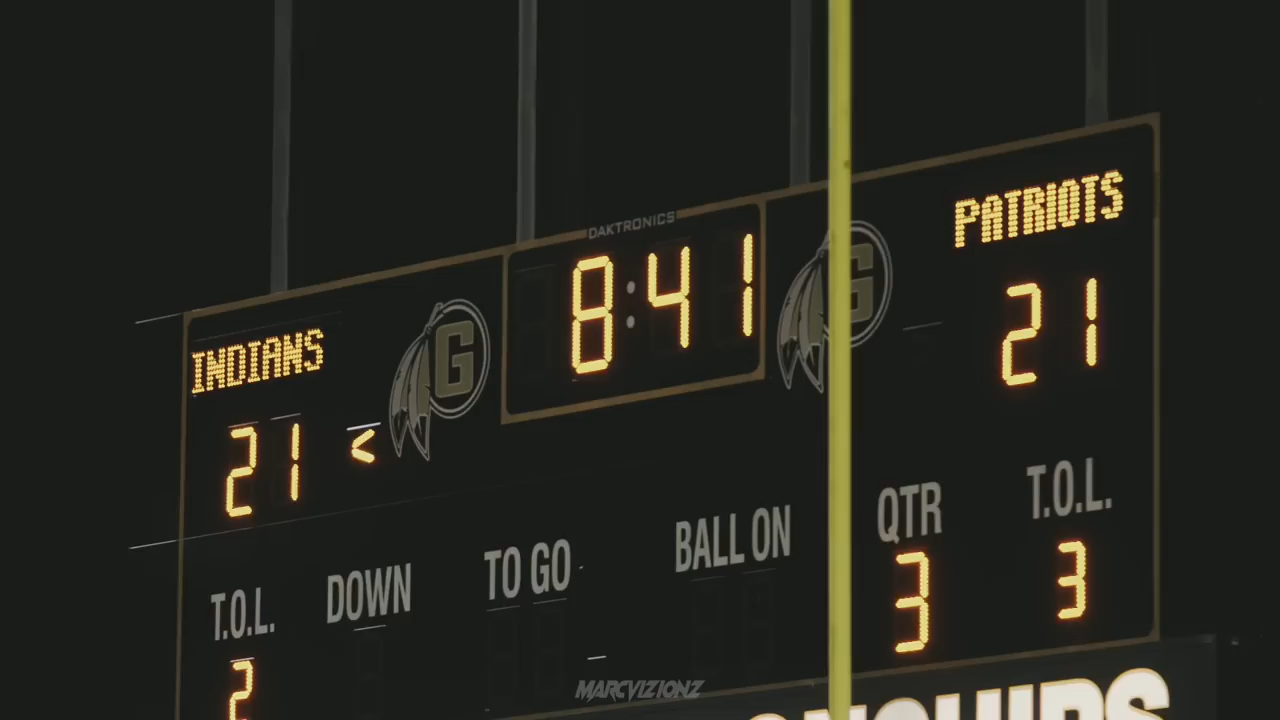 DAKTRONICS
PATRIOTS
8:41
G
G
INDIANS
21
21 <
QTR
T.O.L.
BALL ON
TO GO
DOWN
T.O.L.
3
3
2
MARCVIZIONZ